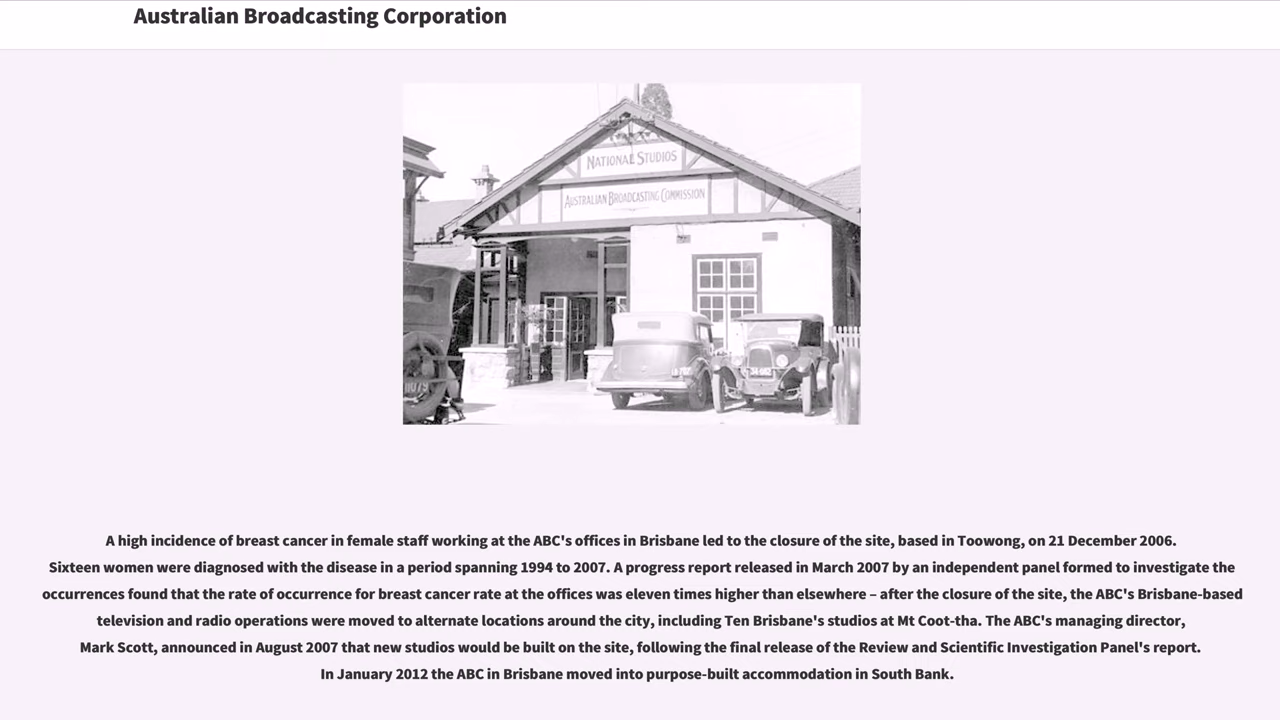 Australian Broadcasting Corporation
NATIONAL STUDIOS
AUSTRALIAN BROADCASTING COMMISSION
A high incidence of breast cancer in female staff working at the ABC's offices in Brisbane led to the closure of the site, based in Toowong, on 21 December 2006.
Sixteen women were diagnosed with the disease in a period spanning 1994 to 2007. A progress report released in March 2007 by an independent panel formed to investigate the
occurrences found that the rate of occurrence for breast cancer rate at the offices was eleven times higher than elsewhere – after the closure of the site, the ABC's Brisbane-based
television and radio operations were moved to alternate locations around the city, including Ten Brisbane's studios at Mt Coot-tha. The ABC's managing director,
Mark Scott, announced in August 2007 that new studios would be built on the site, following the final release of the Review and Scientific Investigation Panel's report.
In January 2012 the ABC in Brisbane moved into purpose-built accommodation in South Bank.